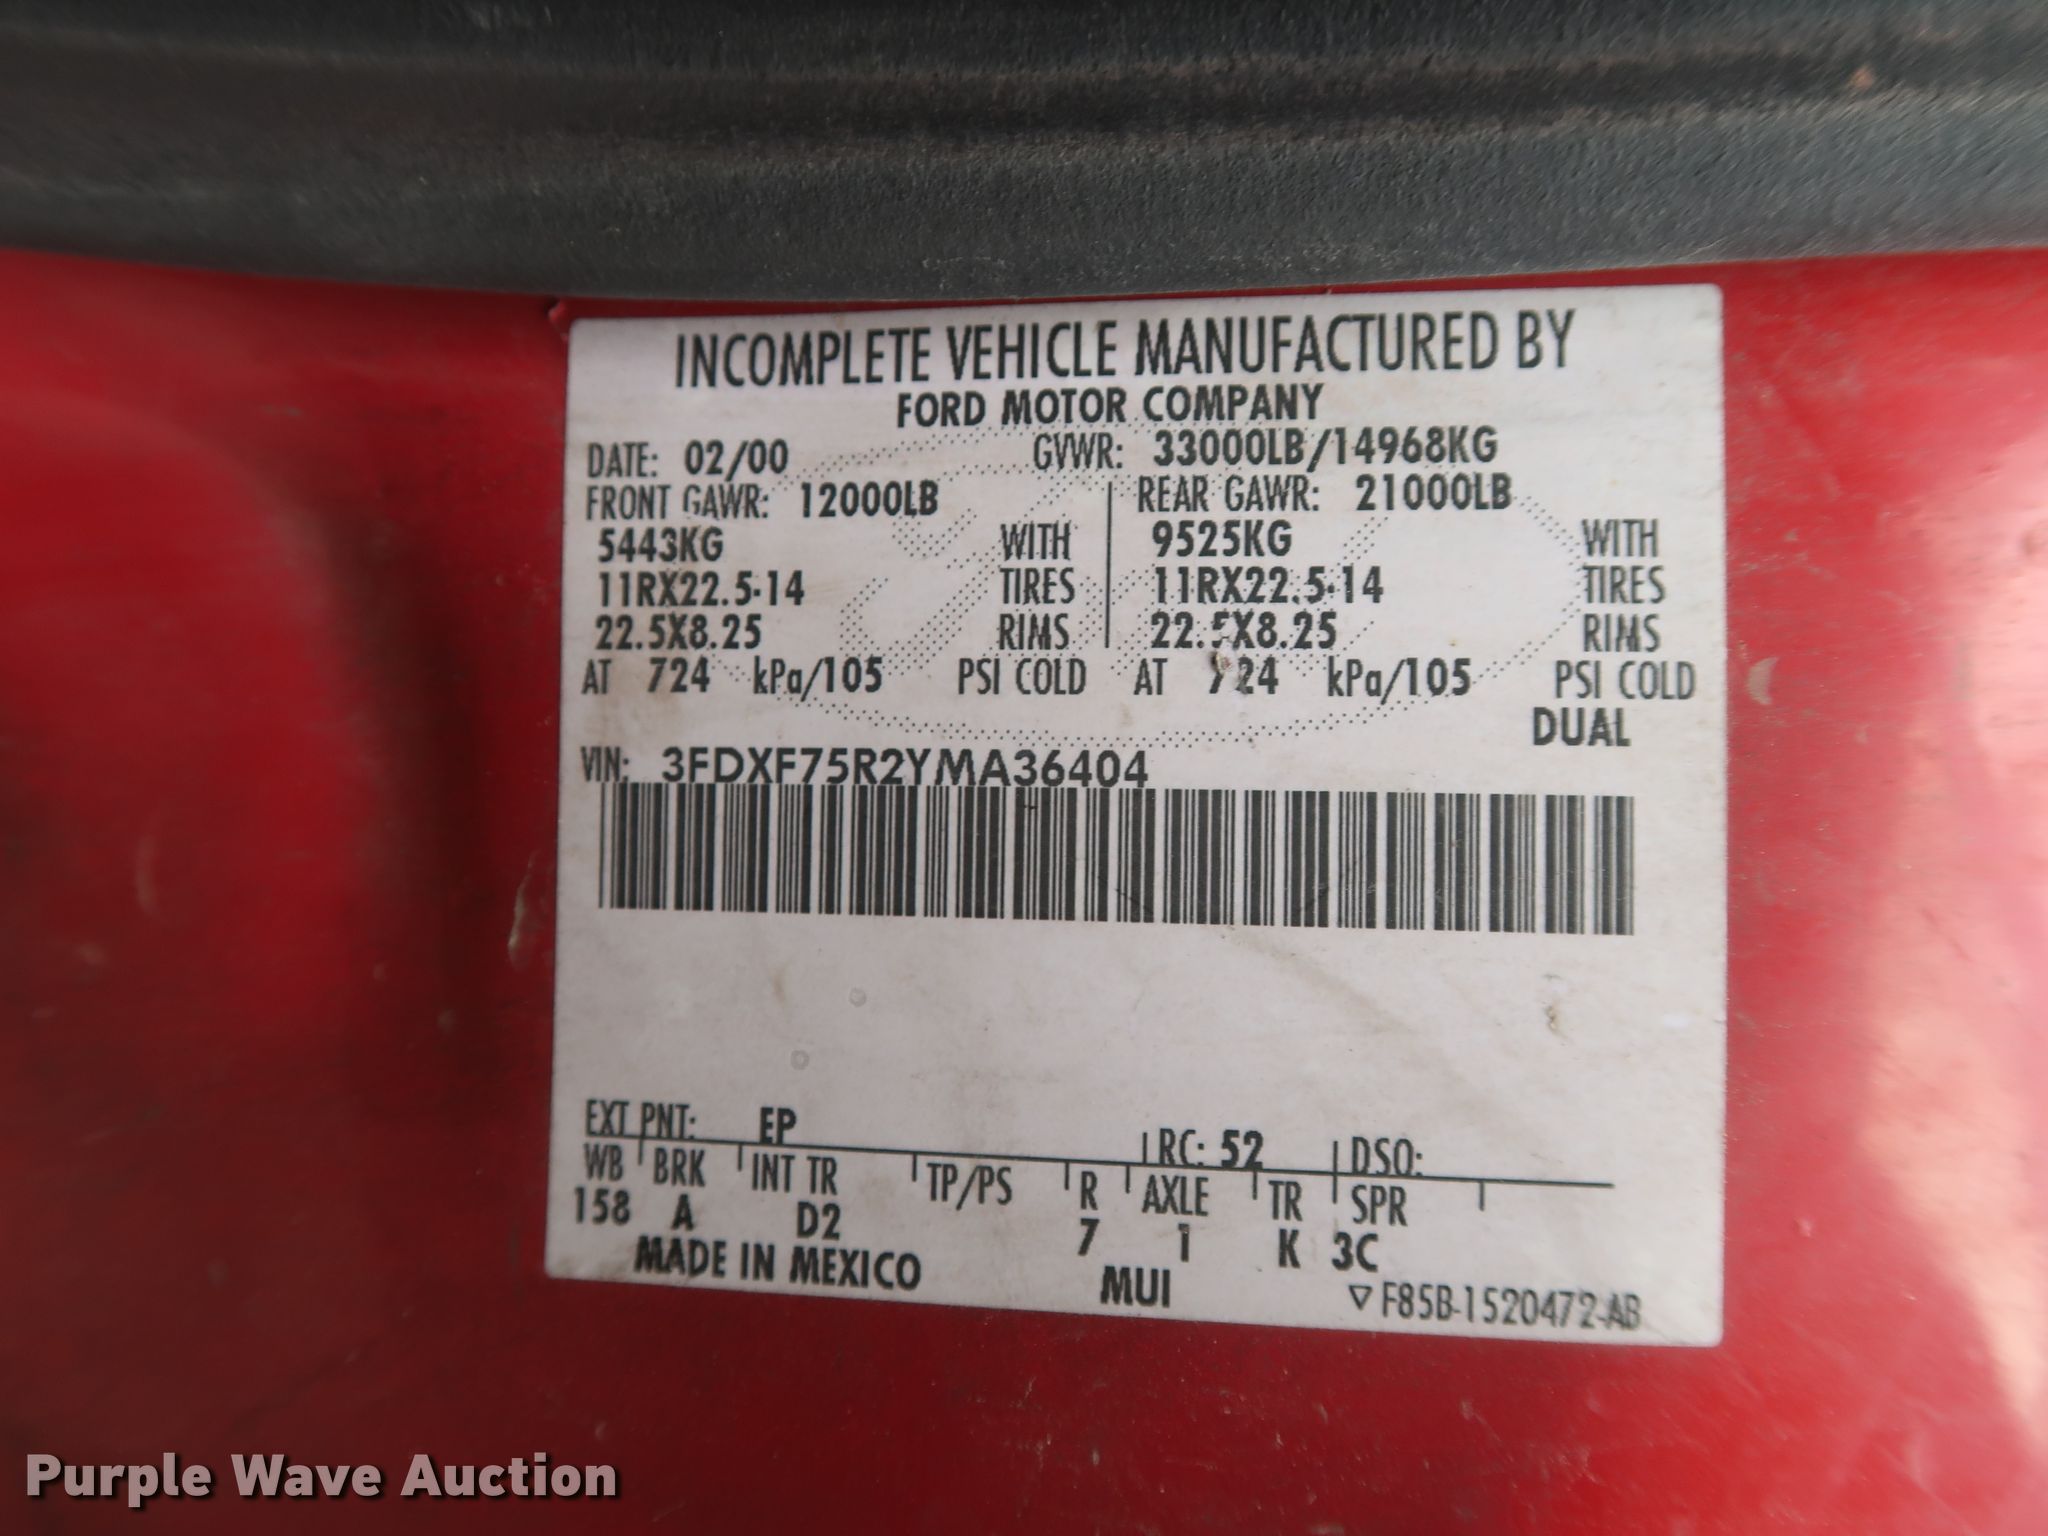 INCOMPLETE VEHICLE MANUFACTURED BY
FORD MOTOR COMPANY
DATE: 02/00 GVWR: 33000LB/14968KG
FRONT GAWR: 12000LB REAR GAWR: 21000LB
5443KG WITH 9525KG WITH
11RX22.5-14 TIRES 11RX22.5-14 TIRES
22.5X8.25 RIMS 22.5X8.25 RIMS
AT 724 kPa/105 PSI COLD AT 724 kPa/105 PSI COLD
DUAL
VIN: 3FDXF75R2YMA36404
EXT PNT: EP RC: 52 DSO:
WB BRK INT TR TP/PS R AXLE TR SPR
158 A D2 7 1 K 3C
MADE IN MEXICO MUI ▽F85B-1520472-AB
Purple Wave Auction